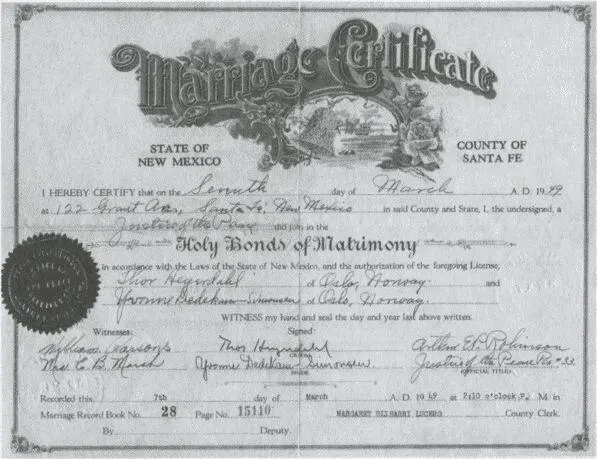 Marriage Certificate
STATE OF NEW MEXICO
COUNTY OF SANTA FE
I HEREBY CERTIFY that on the Seventh day of March A. D. 1949
at 122 Grant Ave., Santa Fe, New Mexico in said County and State, I, the undersigned, a
Justice of the Peace did join in the
Holy Bonds of Matrimony
in accordance with the Laws of the State of New Mexico, and the authorization of the foregoing License,
Thor Heyerdahl of Oslo, Norway. and
Yvonne Dedekam-Simonsen of Oslo, Norway.
WITNESS my hand and seal the day and year last above written.
Witnesses: Signed:
Parsons Thor Heyerdahl Robinson
GROOM
Mrs. E. B. March Yvonne Dedekam-Simonsen Justice of the Peace #33.
BRIDE OFFICIAL TITLE
Recorded this 7th day of March A. D. 1949 at 2:10 o'clock P. M. in
Marriage Record Book No. 28 Page No. 15110 MARGARET LUCERO County Clerk.
By Deputy.